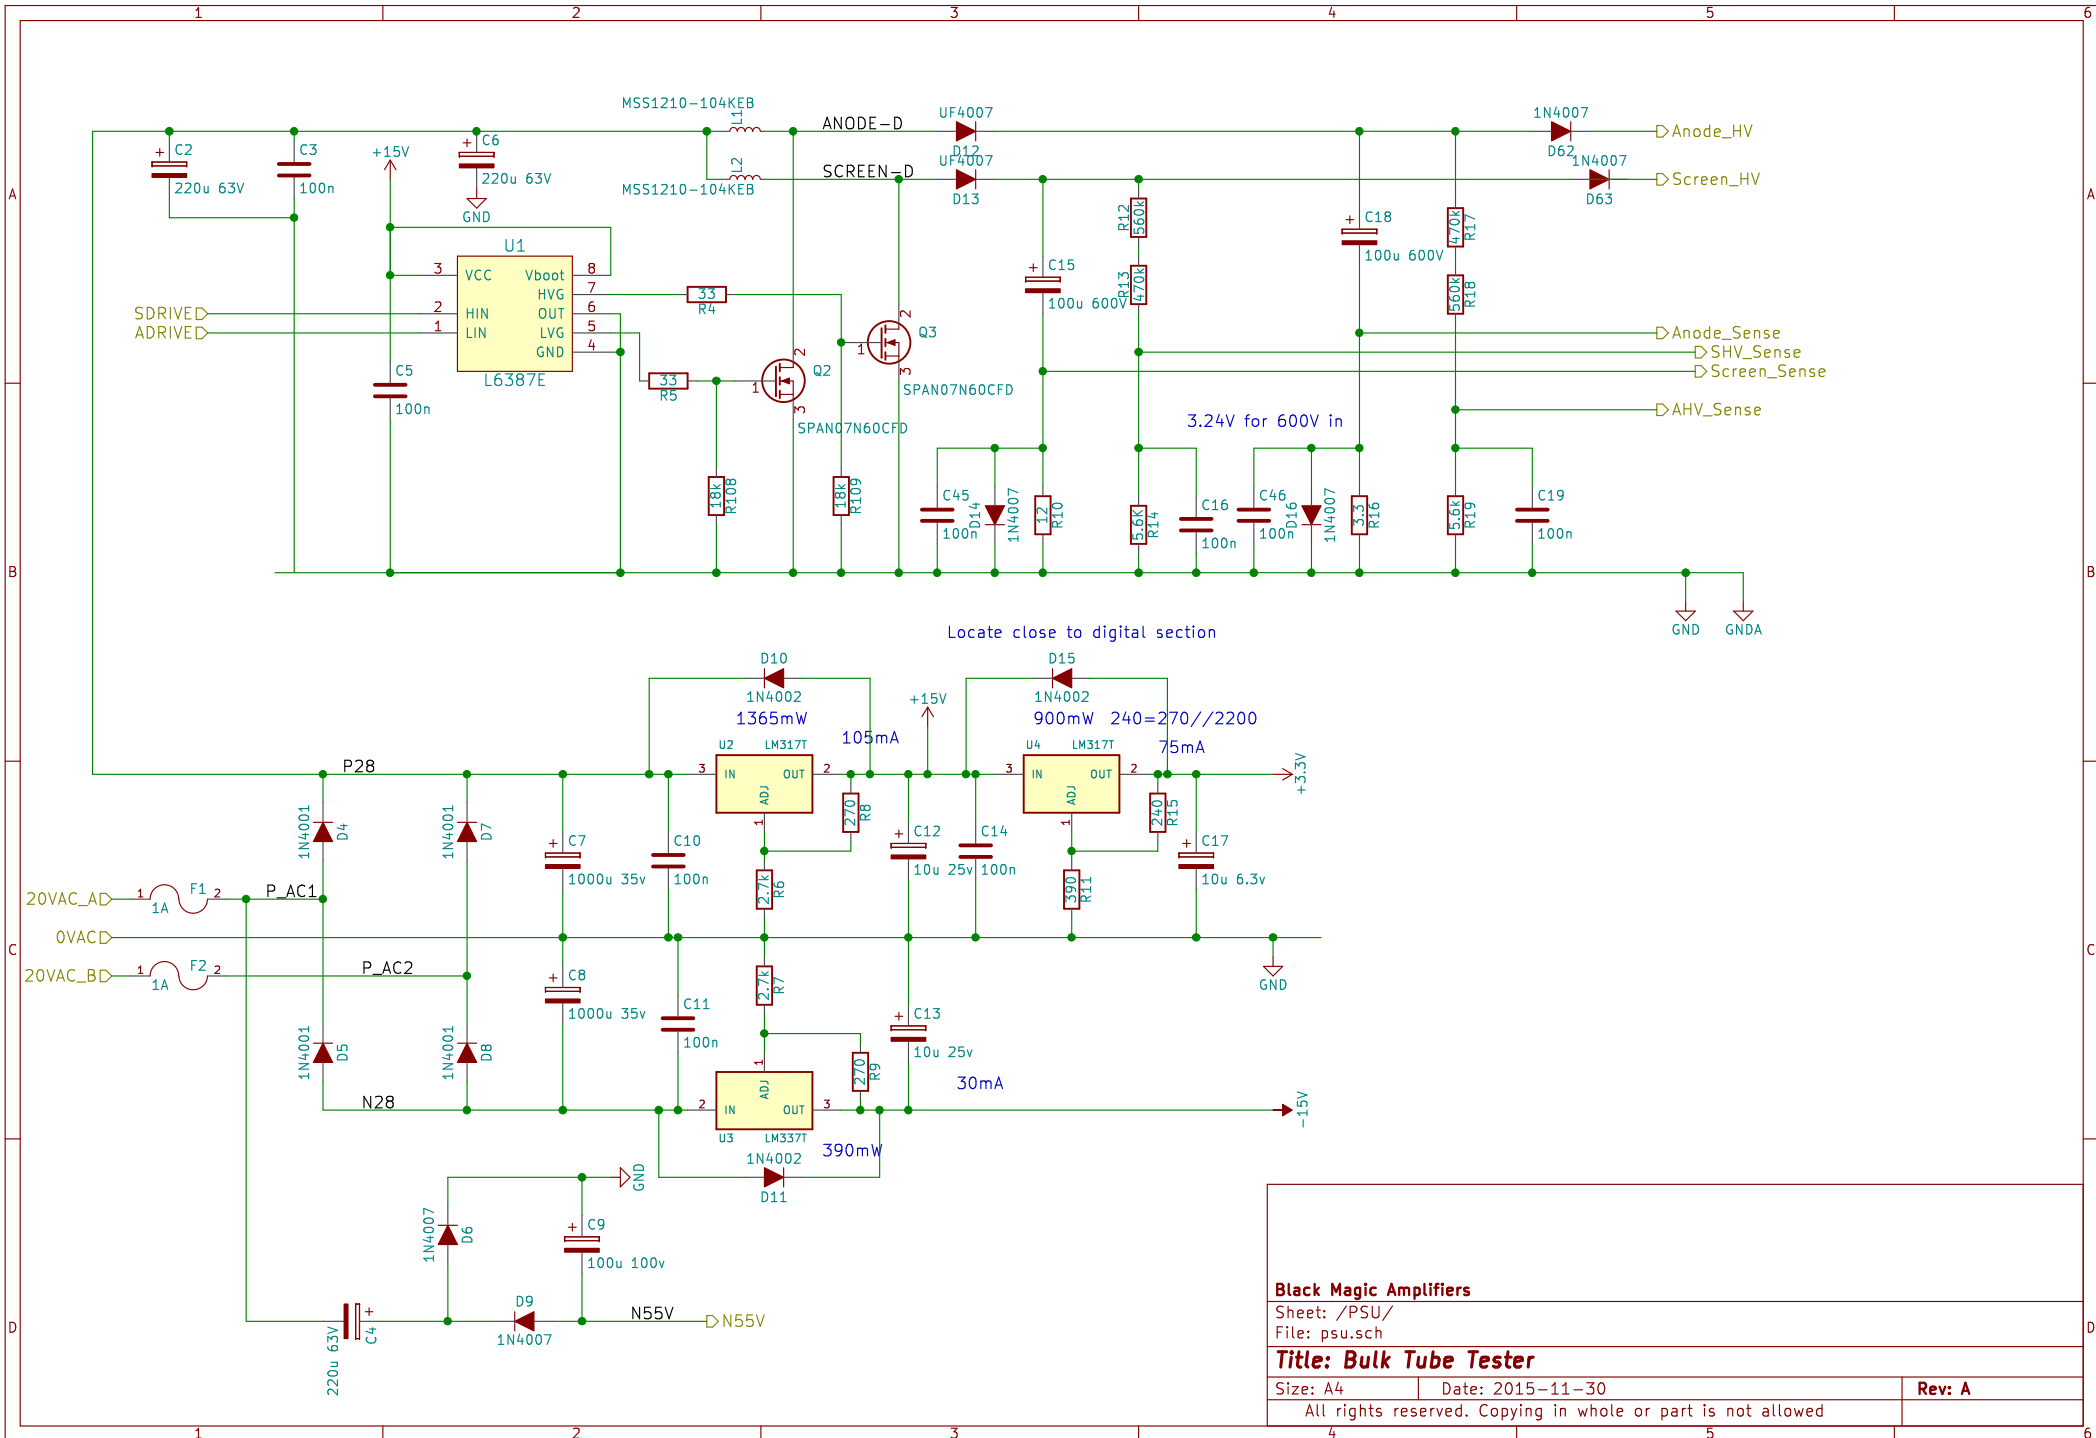 1 2 3 4 5 6
A
B
C
D
MSS1210-104KEB
L1
ANODE-D
UF4007
D12
1N4007
D62
Anode_HV
MSS1210-104KEB
L2
SCREEN-D
UF4007
D13
1N4007
D63
Screen_HV
+ C2
220u 63V
C3
100n
+15V
+ C6
220u 63V
GND
U1
3 VCC Vboot 8
HVG 7
2 HIN OUT 6
1 LIN LVG 5
GND 4
L6387E
SDRIVE
ADRIVE
C5
100n
33
R4
33
R5
1 2 3
Q2
SPAN07N60CFD
1 2 3
Q3
SPAN07N60CFD
18k
R108
18k
R109
+ C15
100u 600V
R12
560k
R13
470k
+ C18
100u 600V
470k
R17
560k
R18
Anode_Sense
SHV_Sense
Screen_Sense
AHV_Sense
3.24V for 600V in
C45
100n
D14
1N4007
12
R10
5.6K
R14
C16
100n
C46
100n
D16
1N4007
3.3
R16
5.6k
R19
C19
100n
GND
GNDA
Locate close to digital section
D10
1N4002
1365mW
105mA
+15V
D15
1N4002
900mW 240=270//2200
75mA
P28
U2 LM317T
3 IN OUT 2
ADJ
1
270
R8
U4 LM317T
3 IN OUT 2
ADJ
1
240
R15
+3.3V
1N4001
D4
1N4001
D7
+ C7
1000u 35v
C10
100n
2.7k
R6
+ C12
10u 25v
C14
100n
390
R11
+ C17
10u 6.3v
20VAC_A
1 F1 2
1A
P_AC1
0VAC
20VAC_B
1 F2 2
1A
P_AC2
GND
1N4001
D5
1N4001
D8
+ C8
1000u 35v
C11
100n
2.7k
R7
+ C13
10u 25v
270
R9
30mA
N28
1
ADJ
2 IN OUT 3
U3 LM337T
390mW
-15V
1N4002
D11
GND
1N4007
D6
+ C9
100u 100v
220u 63V
+
C4
D9
1N4007
N55V
N55V
Black Magic Amplifiers
Sheet: /PSU/
File: psu.sch
Title: Bulk Tube Tester
Size: A4
Date: 2015-11-30
Rev: A
All rights reserved. Copying in whole or part is not allowed
A
B
C
D
1 2 3 4 5 6